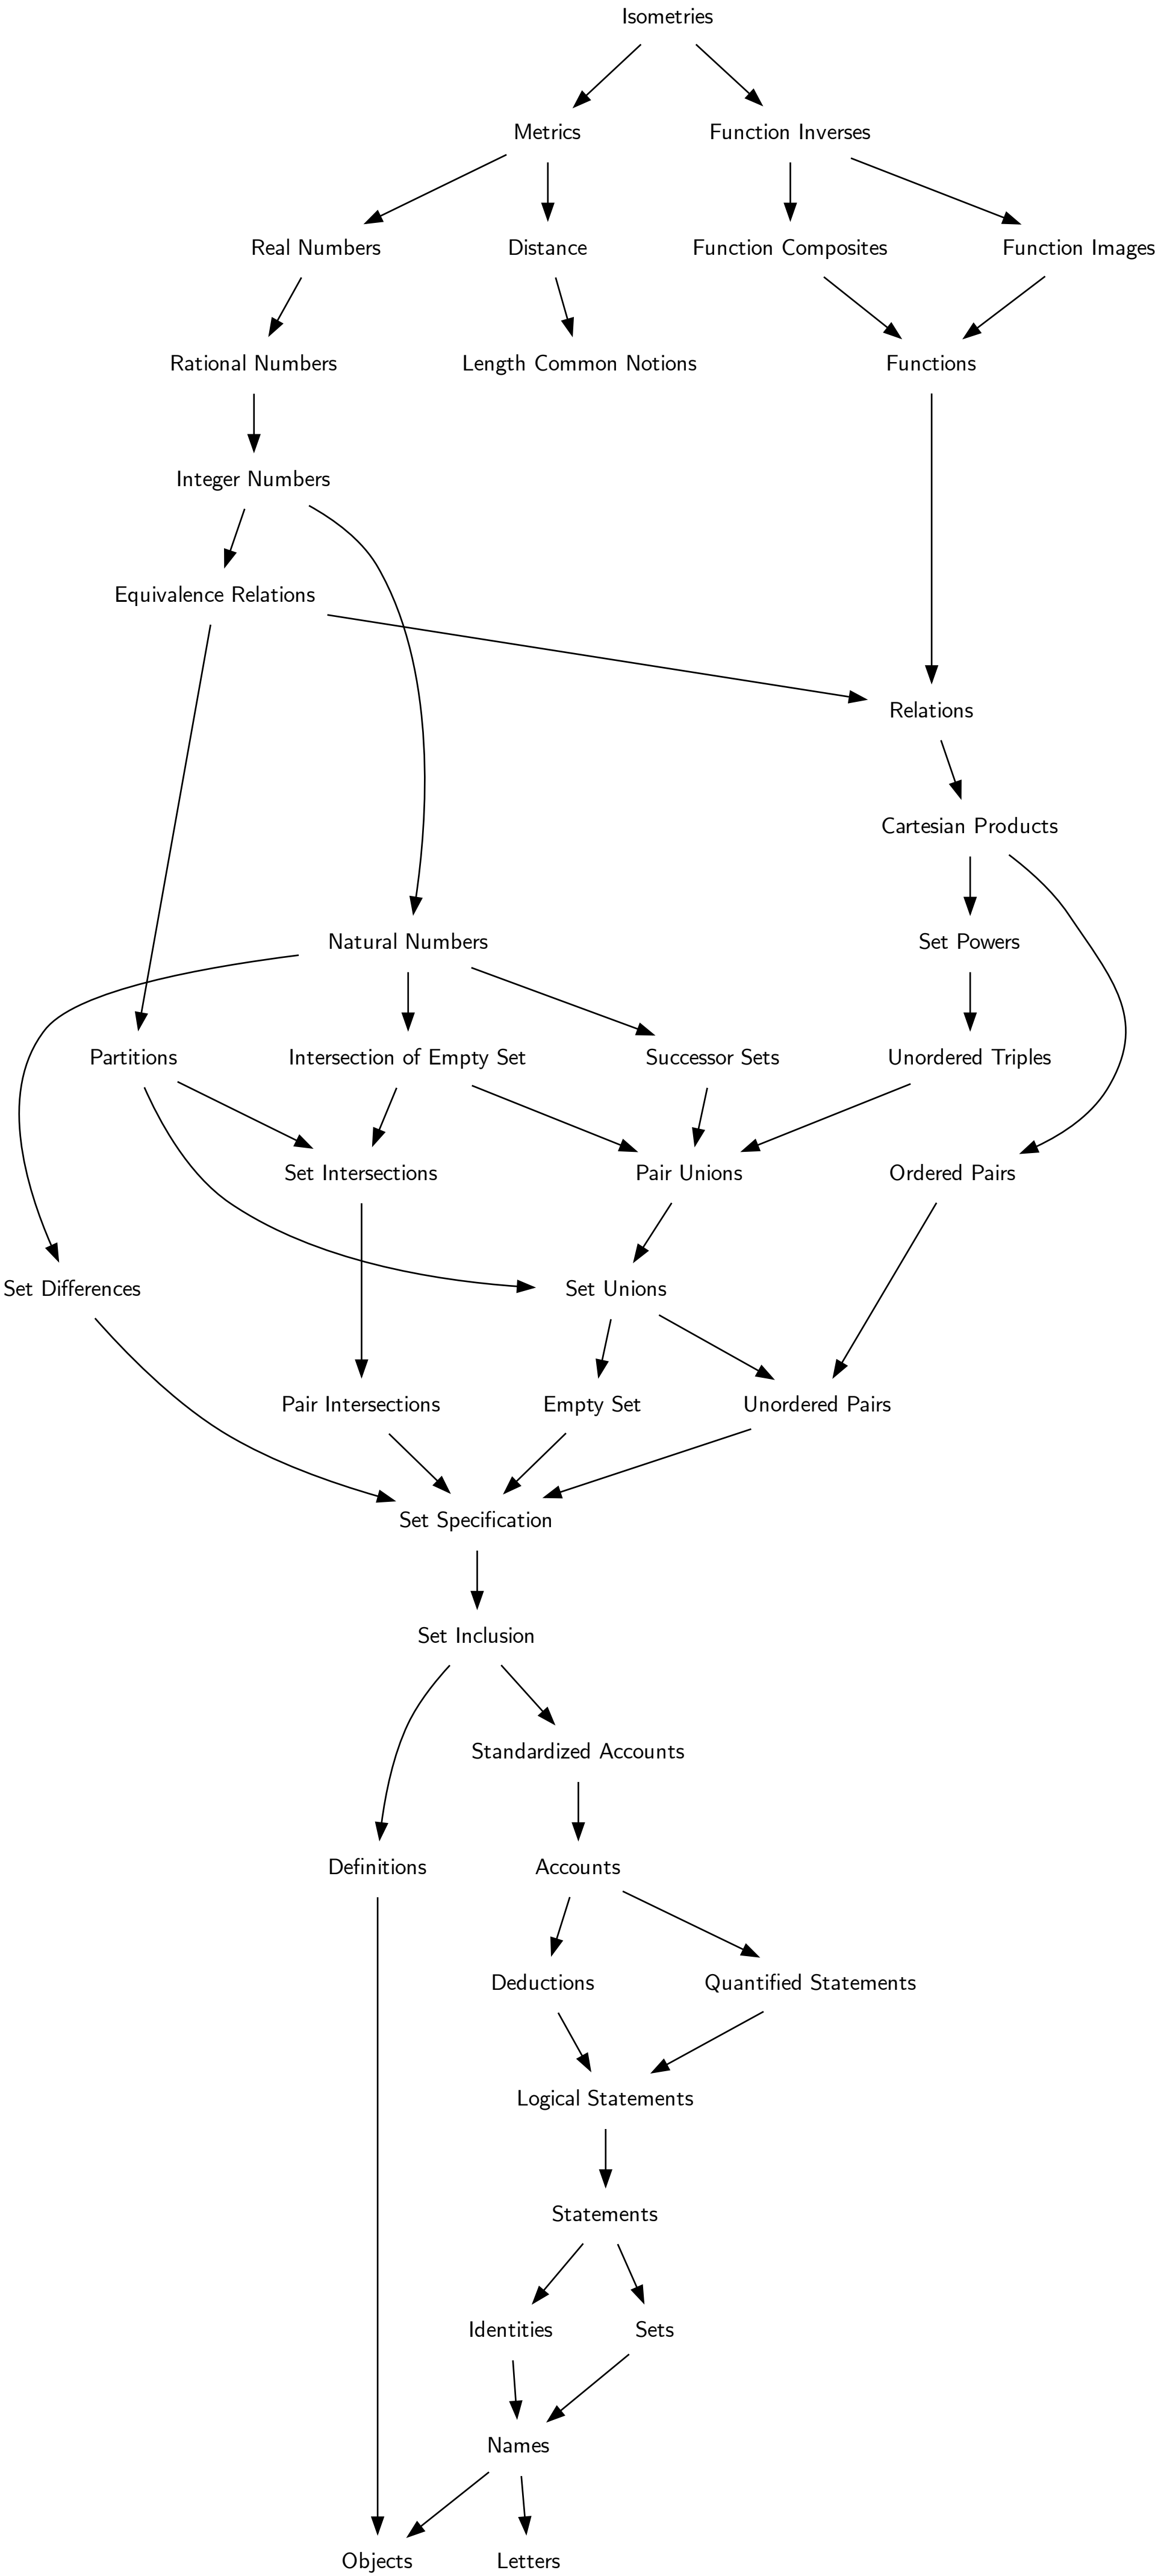 Isometries
Metrics
Function Inverses
Real Numbers
Distance
Function Composites
Function Images
Rational Numbers
Length Common Notions
Functions
Integer Numbers
Equivalence Relations
Relations
Cartesian Products
Natural Numbers
Set Powers
Partitions
Intersection of Empty Set
Successor Sets
Unordered Triples
Set Intersections
Pair Unions
Ordered Pairs
Set Differences
Set Unions
Pair Intersections
Empty Set
Unordered Pairs
Set Specification
Set Inclusion
Standardized Accounts
Definitions
Accounts
Deductions
Quantified Statements
Logical Statements
Statements
Identities
Sets
Names
Objects
Letters